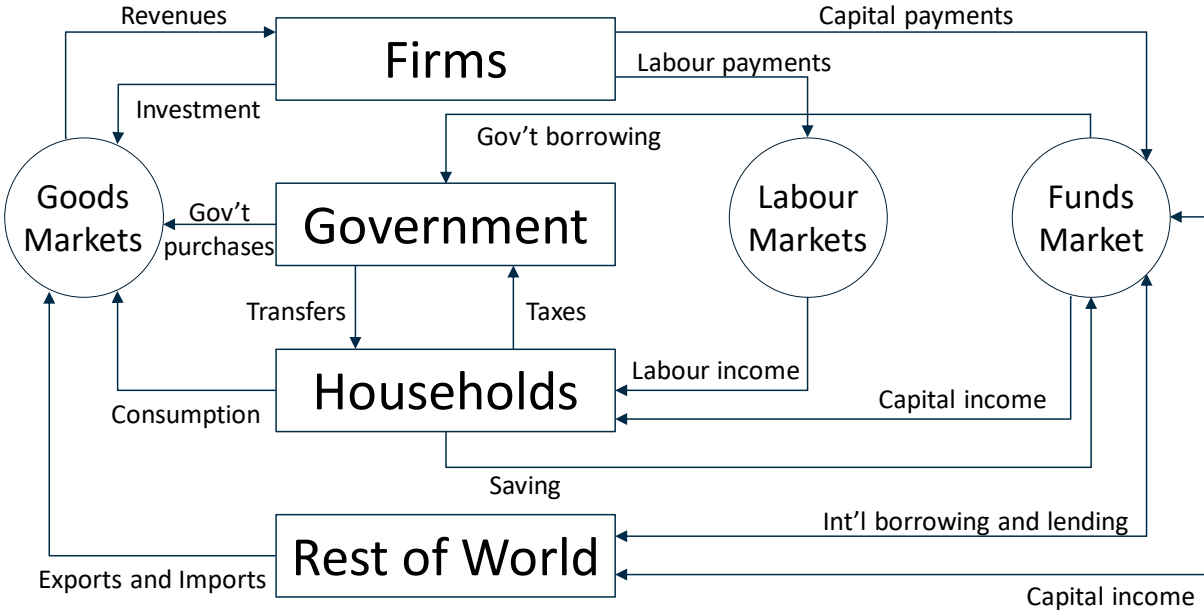 Revenues
Capital payments
Firms
Labour payments
Investment
Gov’t borrowing
Goods
Markets
Gov’t
purchases
Government
Labour
Markets
Funds
Market
Transfers
Taxes
Households
Labour income
Consumption
Capital income
Saving
Int’l borrowing and lending
Rest of World
Exports and Imports
Capital income